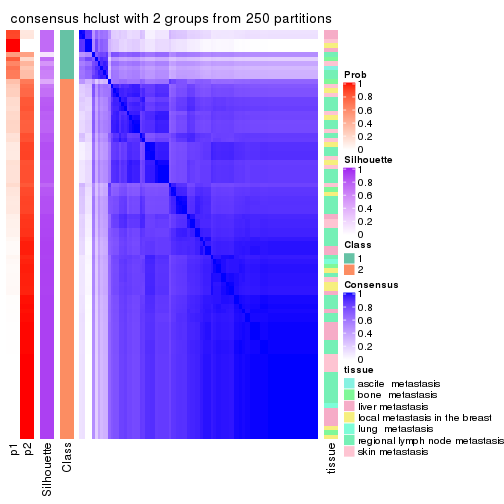 consensus hclust with 2 groups from 250 partitions
Prob
1
0.8
0.6
0.4
0.2
0
Silhouette
1
0.8
0.6
0.4
0.2
0
Class
1
2
Consensus
1
0.8
0.6
0.4
0.2
0
tissue
ascite metastasis
bone metastasis
liver metastasis
local metastasis in the breast
lung metastasis
regional lymph node metastasis
skin metastasis
p1
p2
Silhouette
Class
tissue